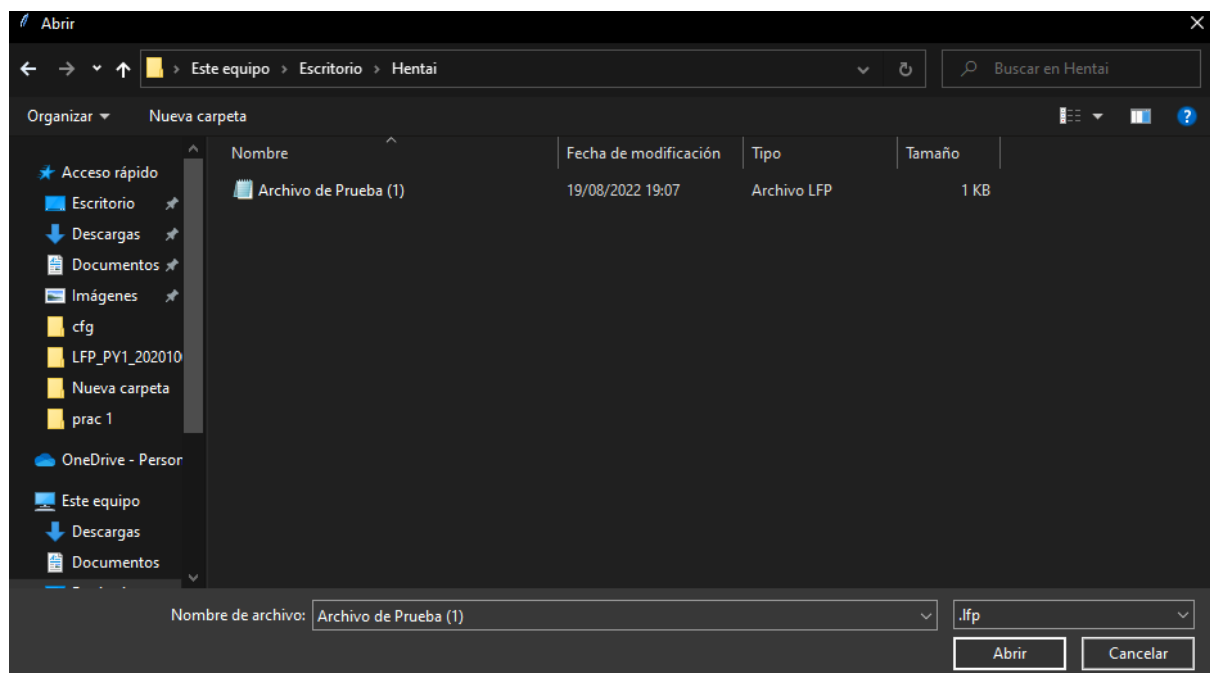 Abrir
Este equipo > Escritorio > Hentai
Buscar en Hentai
Organizar
Nueva carpeta
Nombre
Fecha de modificación
Tipo
Tamaño
Archivo de Prueba (1)
19/08/2022 19:07
Archivo LFP
1 KB
Acceso rápido
Escritorio
Descargas
Documentos
Imágenes
cfg
LFP_PY1_202010
Nueva carpeta
prac 1
OneDrive - Person
Este equipo
Descargas
Documentos
Nombre de archivo: Archivo de Prueba (1)
.lfp
Abrir
Cancelar